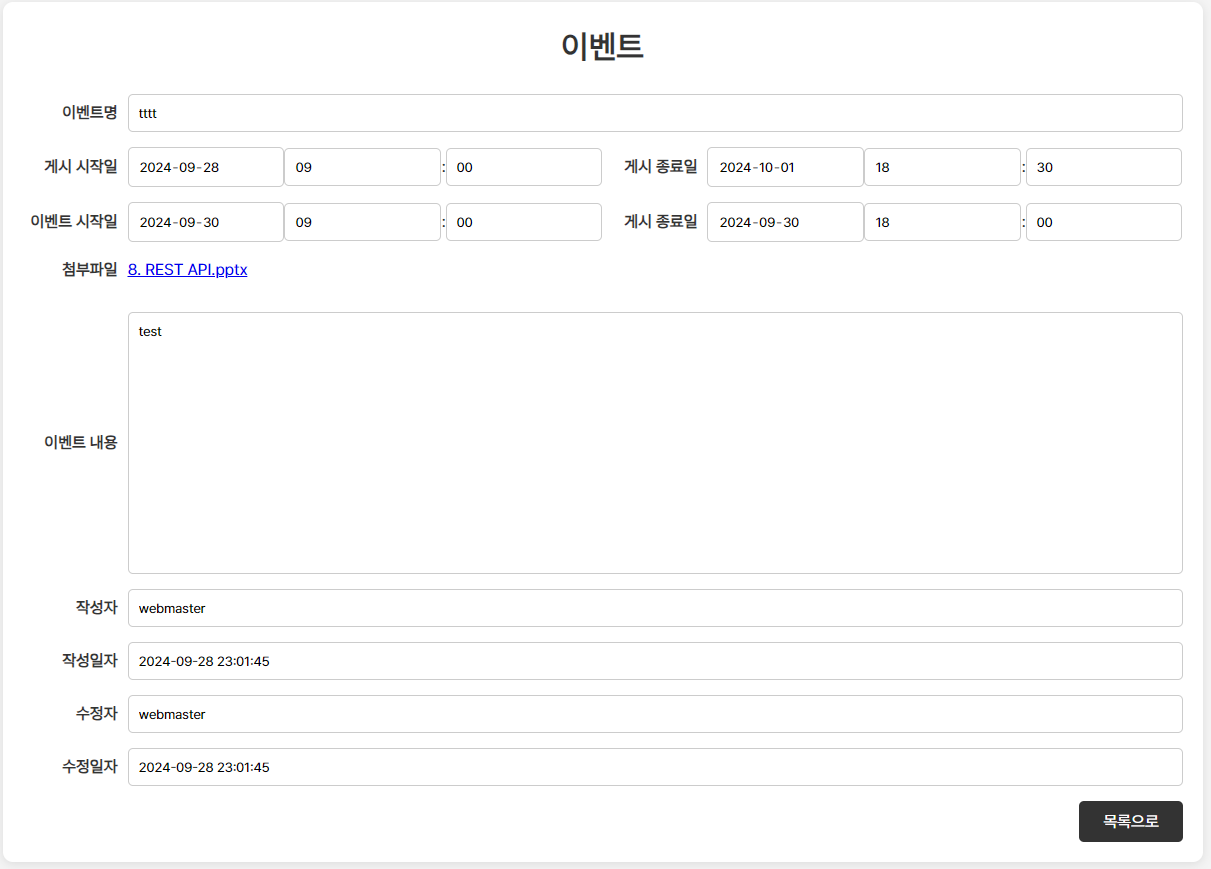 이벤트
이벤트명 tttt
게시 시작일 2024-09-28 09 : 00 게시 종료일 2024-10-01 18 : 30
이벤트 시작일 2024-09-30 09 : 00 게시 종료일 2024-09-30 18 : 00
첨부파일 8. REST API.pptx
test
이벤트 내용
작성자 webmaster
작성일자 2024-09-28 23:01:45
수정자 webmaster
수정일자 2024-09-28 23:01:45
목록으로